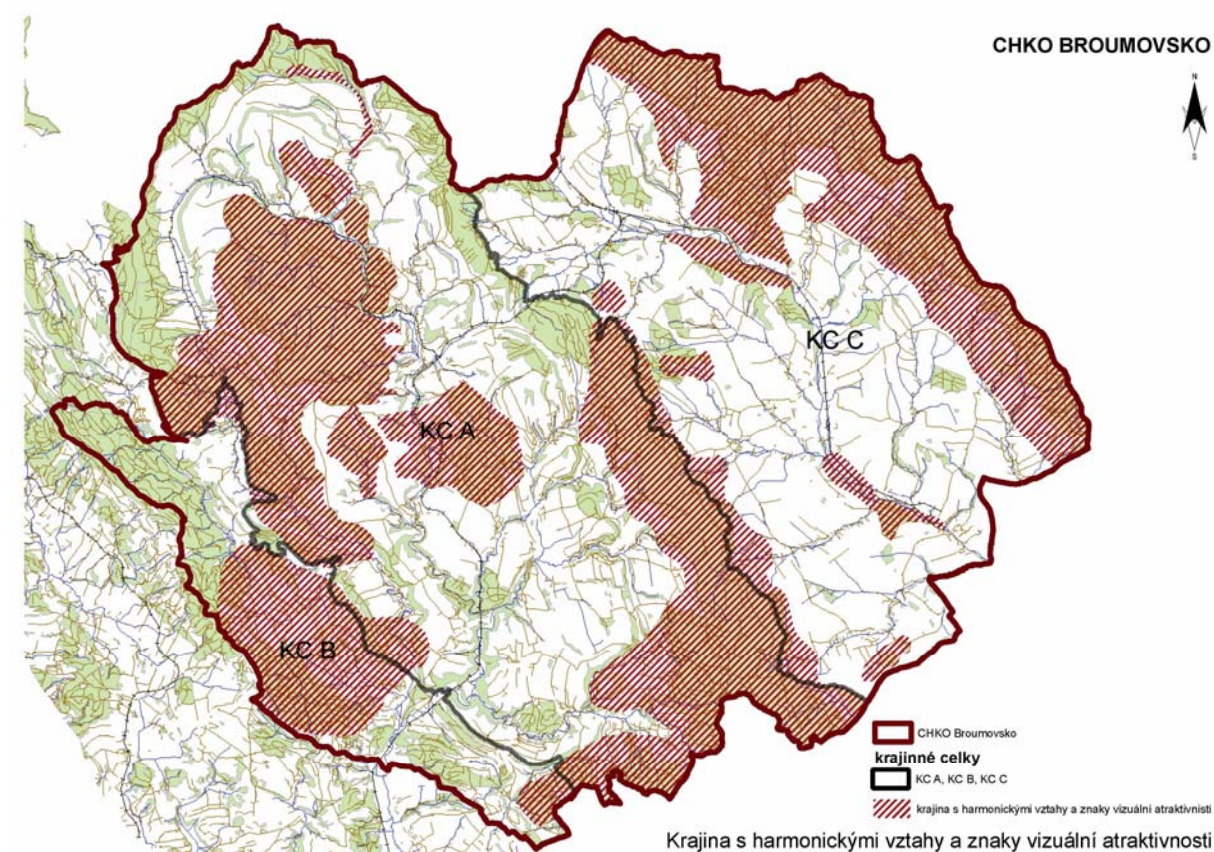 CHKO BROUMOVSKO
N
S
KC C
KC A
KC B
CHKO Broumovsko
krajinné celky
KC A, KC B, KC C
krajina s harmonickými vztahy a znaky vizuální atraktivnisti
Krajina s harmonickými vztahy a znaky vizuální atraktivnosti